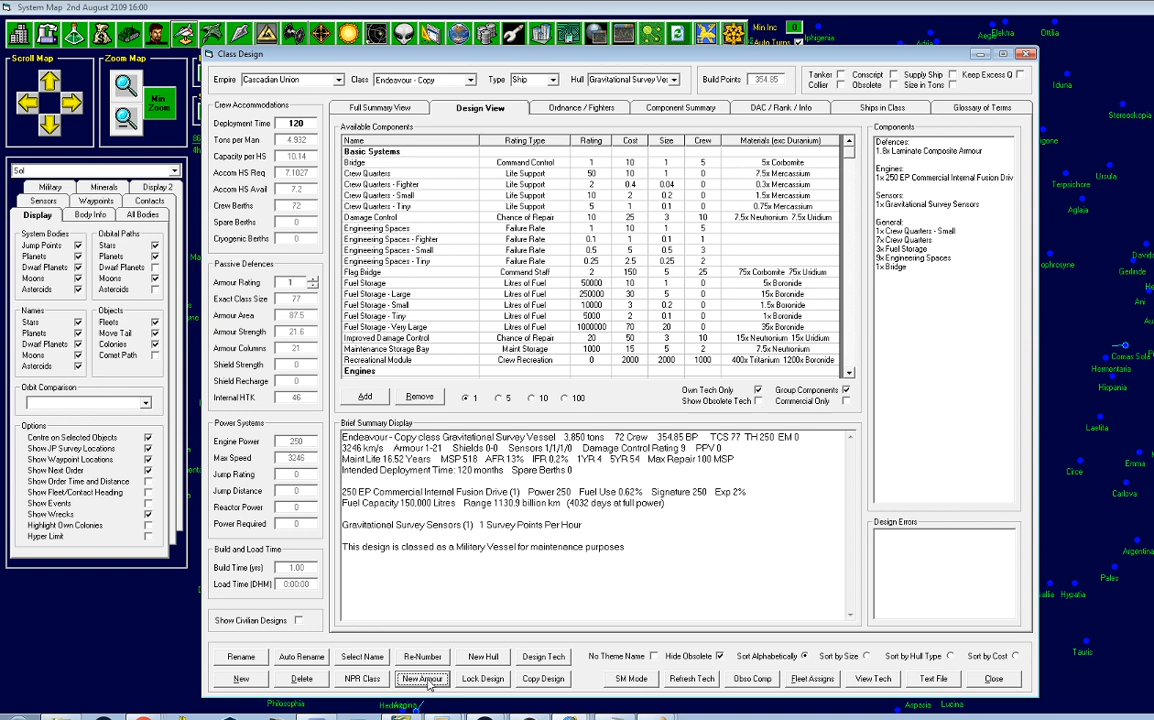 System Map  2nd August 2109 16:00
Min Inc 0
Auto Turns
Scroll Map
Zoom Map
Min Zoom
Sol
Military Minerals Display 2
Sensors Waypoints Contacts
Display Body Info All Bodies
System Bodies
Jump Points
Planets
Dwarf Planets
Moons
Asteroids
Orbital Paths
Stars
Planets
Dwarf Planets
Moons
Asteroids
Names
Stars
Planets
Dwarf Planets
Moons
Asteroids
Objects
Fleets
Move Tail
Colonies
Comet Path
Orbit Comparison
Options
Centre on Selected Objects
Show JP Survey Locations
Show Waypoint Locations
Show Next Order
Show Order Time and Distance
Show Fleet/Contact Heading
Show Events
Show Wrecks
Highlight Own Colonies
Hyper Limit
Class Design
Empire Cascadian Union Class Endeavour - Copy Type Ship Hull Gravitational Survey Ves Build Points 354.85
Tanker Conscript Supply Ship Keep Excess Q
Collier Obsolete Size in Tons
Crew Accommodations
Deployment Time 120
Tons per Man 4.932
Capacity per HS 10.14
Accom HS Req 7.1027
Accom HS Avail 7.2
Crew Berths 72
Spare Berths 0
Cryogenic Berths 0
Passive Defences
Armour Rating 1
Exact Class Size 77
Armour Area 87.5
Armour Strength 21.6
Armour Columns 21
Shield Strength 0
Shield Recharge 0
Internal HTK 46
Power Systems
Engine Power 250
Max Speed 3246
Jump Rating 0
Jump Distance 0
Reactor Power 0
Power Required 0
Build and Load Time
Build Time (yrs) 1.00
Load Time (DHM) 0:00:00
Show Civilian Designs
Full Summary View Design View Ordnance / Fighters Component Summary DAC / Rank / Info Ships in Class Glossary of Terms
Available Components
Name Rating Type Rating Cost Size Crew Materials (exc Duranium)
Basic Systems
Bridge Command Control 1 10 1 5 5x Corbomite
Crew Quarters Life Support 50 10 1 0 7.5x Mercassium
Crew Quarters - Fighter Life Support 2 0.4 0.04 0 0.3x Mercassium
Crew Quarters - Small Life Support 10 2 0.2 0 1.5x Mercassium
Crew Quarters - Tiny Life Support 5 1 0.1 0 0.75x Mercassium
Damage Control Chance of Repair 10 25 3 10 7.5x Neutronium 7.5x Uridium
Engineering Spaces Failure Rate 1 10 1 5
Engineering Spaces - Fighter Failure Rate 0.1 1 0.1 1
Engineering Spaces - Small Failure Rate 0.5 5 0.5 3
Engineering Spaces - Tiny Failure Rate 0.25 2.5 0.25 2
Flag Bridge Command Staff 2 150 5 25 75x Corbomite 75x Uridium
Fuel Storage Litres of Fuel 50000 10 1 0 5x Boronide
Fuel Storage - Large Litres of Fuel 250000 30 5 0 15x Boronide
Fuel Storage - Small Litres of Fuel 10000 3 0.2 0 1.5x Boronide
Fuel Storage - Tiny Litres of Fuel 5000 2 0.1 0 1x Boronide
Fuel Storage - Very Large Litres of Fuel 1000000 70 20 0 35x Boronide
Improved Damage Control Chance of Repair 20 50 3 10 15x Neutronium 15x Uridium
Maintenance Storage Bay Maint Storage 1000 15 1 0 7.5x Neutronium
Recreational Module Crew Recreation 0 2000 2000 1000 400x Tritanium 1200x Boronide
Engines
Add Remove 1 5 10 100
Own Tech Only Group Components
Show Obsolete Tech Commercial Only
Brief Summary Display
Endeavour - Copy class Gravitational Survey Vessel 3,850 tons 72 Crew 354.85 BP TCS 77 TH 250 EM 0
3246 km/s Armour 1-21 Shields 0-0 Sensors 1/1/1/0 Damage Control Rating 9 PPV 0
Maint Life 16.52 Years MSP 518 AFR 13% IFR 0.2% 1YR 4 5YR 54 Max Repair 100 MSP
Intended Deployment Time: 120 months Spare Berths 0
250 EP Commercial Internal Fusion Drive (1) Power 250 Fuel Use 0.62% Signature 250 Exp 2%
Fuel Capacity 150,000 Litres Range 1130.9 billion km (4032 days at full power)
Gravitational Survey Sensors (1) 1 Survey Points Per Hour
This design is classed as a Military Vessel for maintenance purposes
Components
Defences:
1.8x Laminate Composite Armour
Engines:
1x 250 EP Commercial Internal Fusion Driv
Sensors:
1x Gravitational Survey Sensors
General:
1x Crew Quarters - Small
7x Crew Quarters
3x Fuel Storage
9x Engineering Spaces
1x Bridge
Design Errors
Rename Auto Rename Select Name Re-Number New Hull Design Tech No Theme Name Hide Obsolete Sort Alphabetically Sort by Size Sort by Hull Type Sort by Cost
New Delete NPR Class New Armour Lock Design Copy Design SM Mode Refresh Tech Obso Comp Fleet Assigns View Tech Text File Close
Elektra
Otilia
Iduria
Stereoskopia
Terpsichore
Ursula
Aglaja
Davida
Gerlinde
Herm
Ani
Comas Sola
Hermentaria
Hispania
Laetitia
Circe
Emma
Carlova
Argentina
Pales
Hypatia
Tauris
Philosophia
Aspasia
Lucina